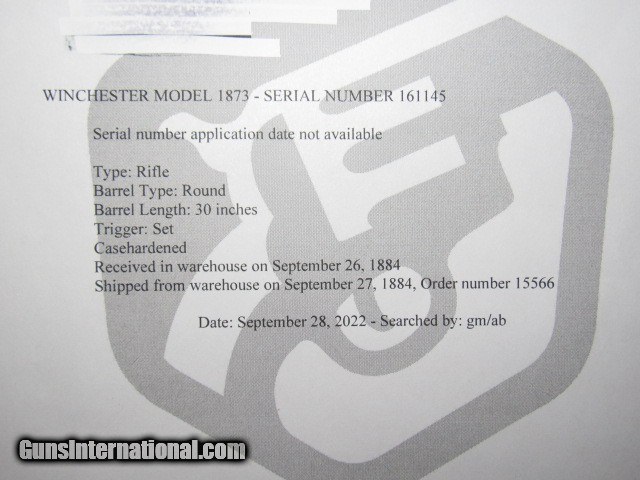 WINCHESTER MODEL 1873 - SERIAL NUMBER 161145
Serial number application date not available
Type: Rifle
Barrel Type: Round
Barrel Length: 30 inches
Trigger: Set
Casehardened
Received in warehouse on September 26, 1884
Shipped from warehouse on September 27, 1884, Order number 15566
Date: September 28, 2022 - Searched by: gm/ab
GunsInternational.com